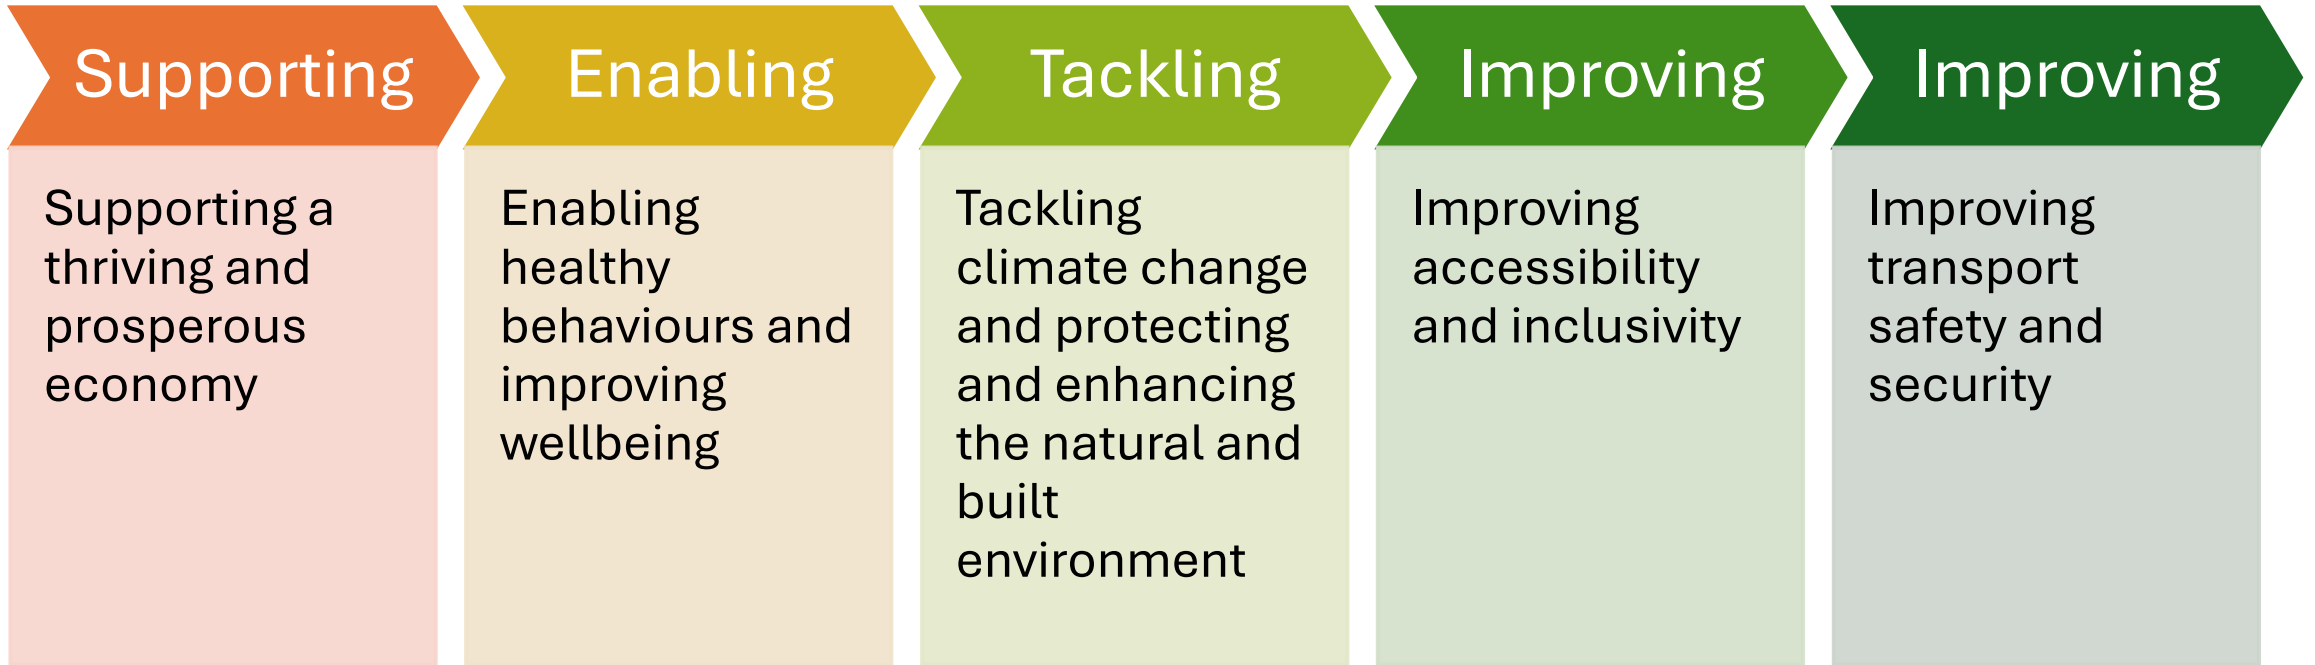 Supporting
Supporting a
thriving and
prosperous
economy
Enabling
Enabling
healthy
behaviours and
improving
wellbeing
Tackling
Tackling
climate change
and protecting
and enhancing
the natural and
built
environment
Improving
Improving
accessibility
and inclusivity
Improving
Improving
transport
safety and
security